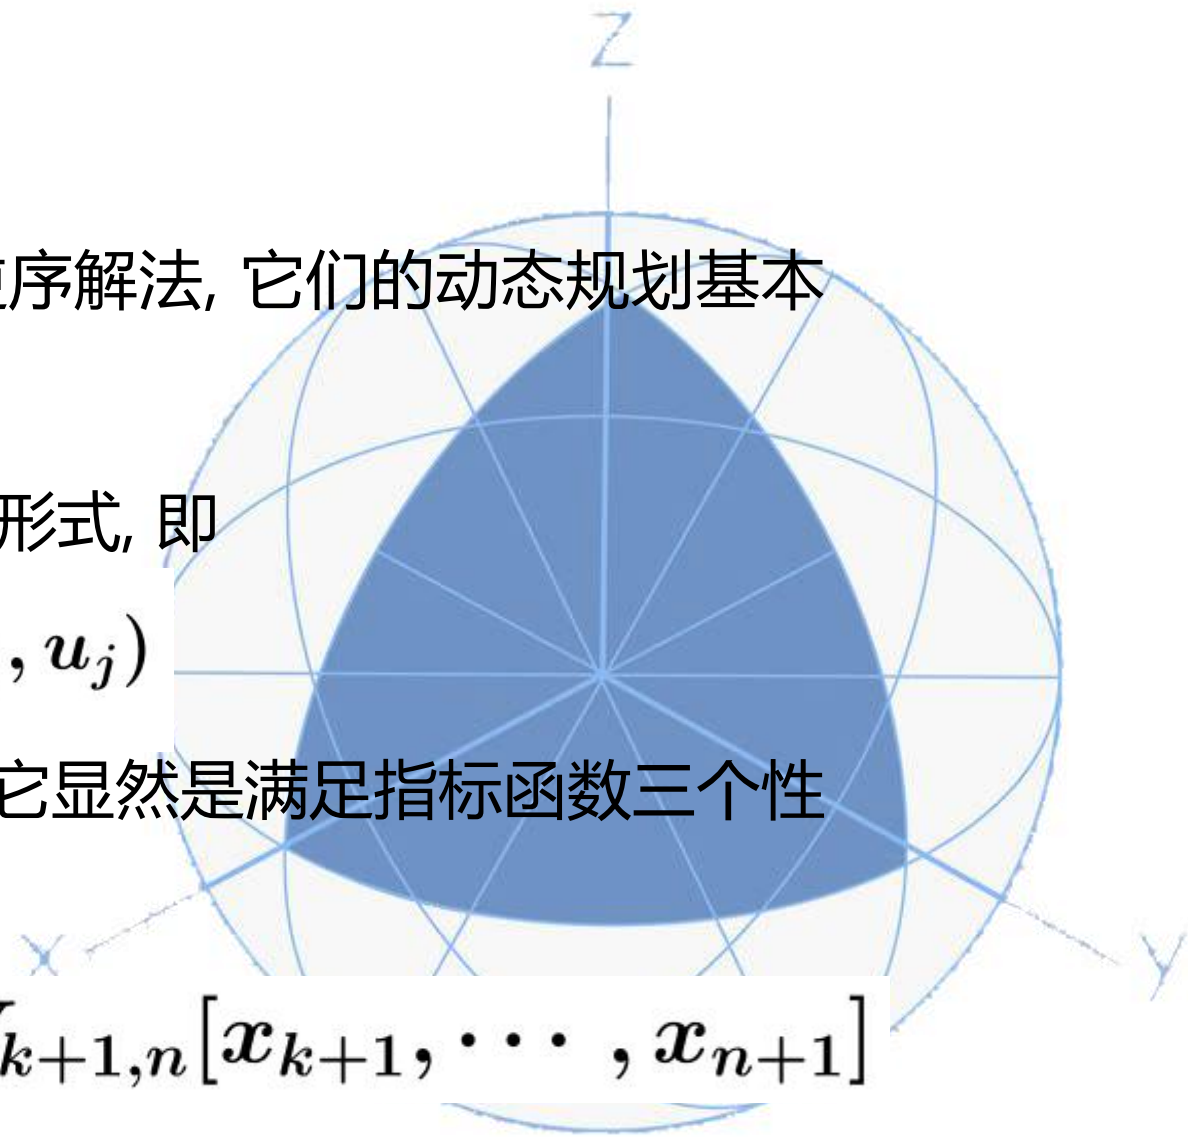 Z
序解法, 它们的动态规划基本
形式, 即
, u_j)
它显然是满足指标函数三个性
X
Y
k+1,n[x_{k+1}, ⋯ , x_{n+1}]